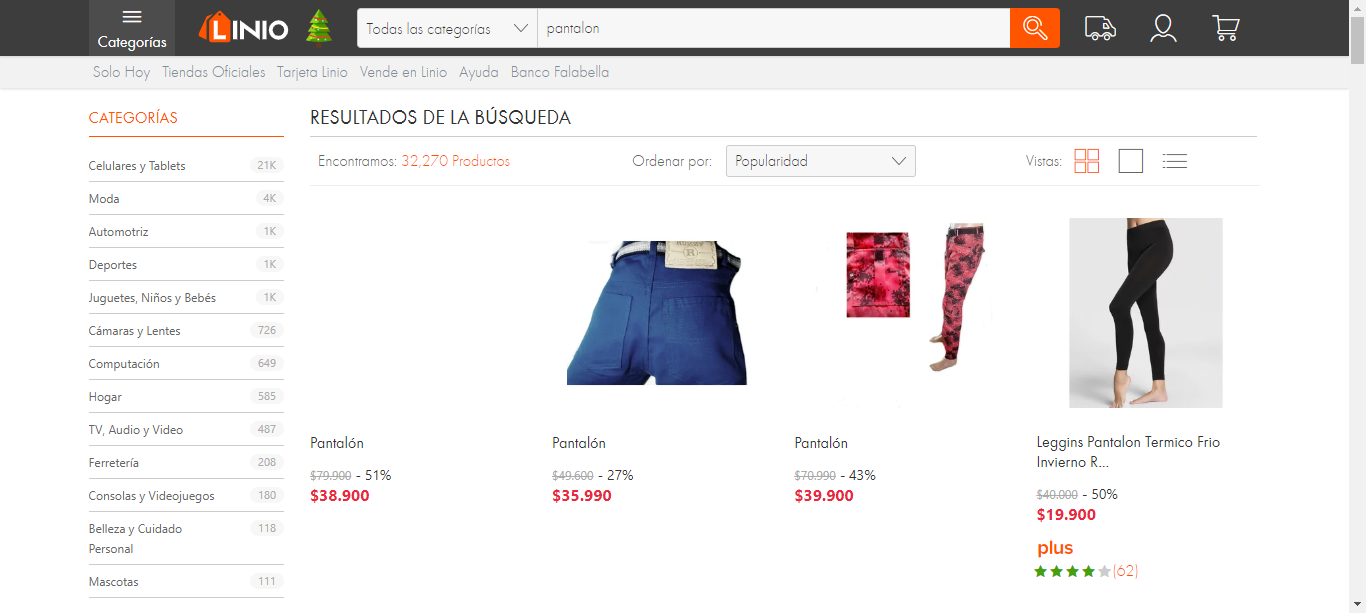 Categorías
LINIO
Todas las categorías
pantalon
Solo Hoy Tiendas Oficiales Tarjeta Linio Vende en Linio Ayuda Banco Falabella
CATEGORÍAS
Celulares y Tablets 21K
Moda 4K
Automotriz 1K
Deportes 1K
Juguetes, Niños y Bebés 1K
Cámaras y Lentes 726
Computación 649
Hogar 585
TV, Audio y Video 487
Ferretería 208
Consolas y Videojuegos 180
Belleza y Cuidado 118
Personal
Mascotas 111
RESULTADOS DE LA BÚSQUEDA
Encontramos: 32,270 Productos
Ordenar por: Popularidad
Vistas:
Pantalón
$79.900 - 51%
$38.900
Pantalón
$49.600 - 27%
$35.990
Pantalón
$70.990 - 43%
$39.900
Leggins Pantalon Termico Frio
Invierno R...
$40.000 - 50%
$19.900
plus
(62)